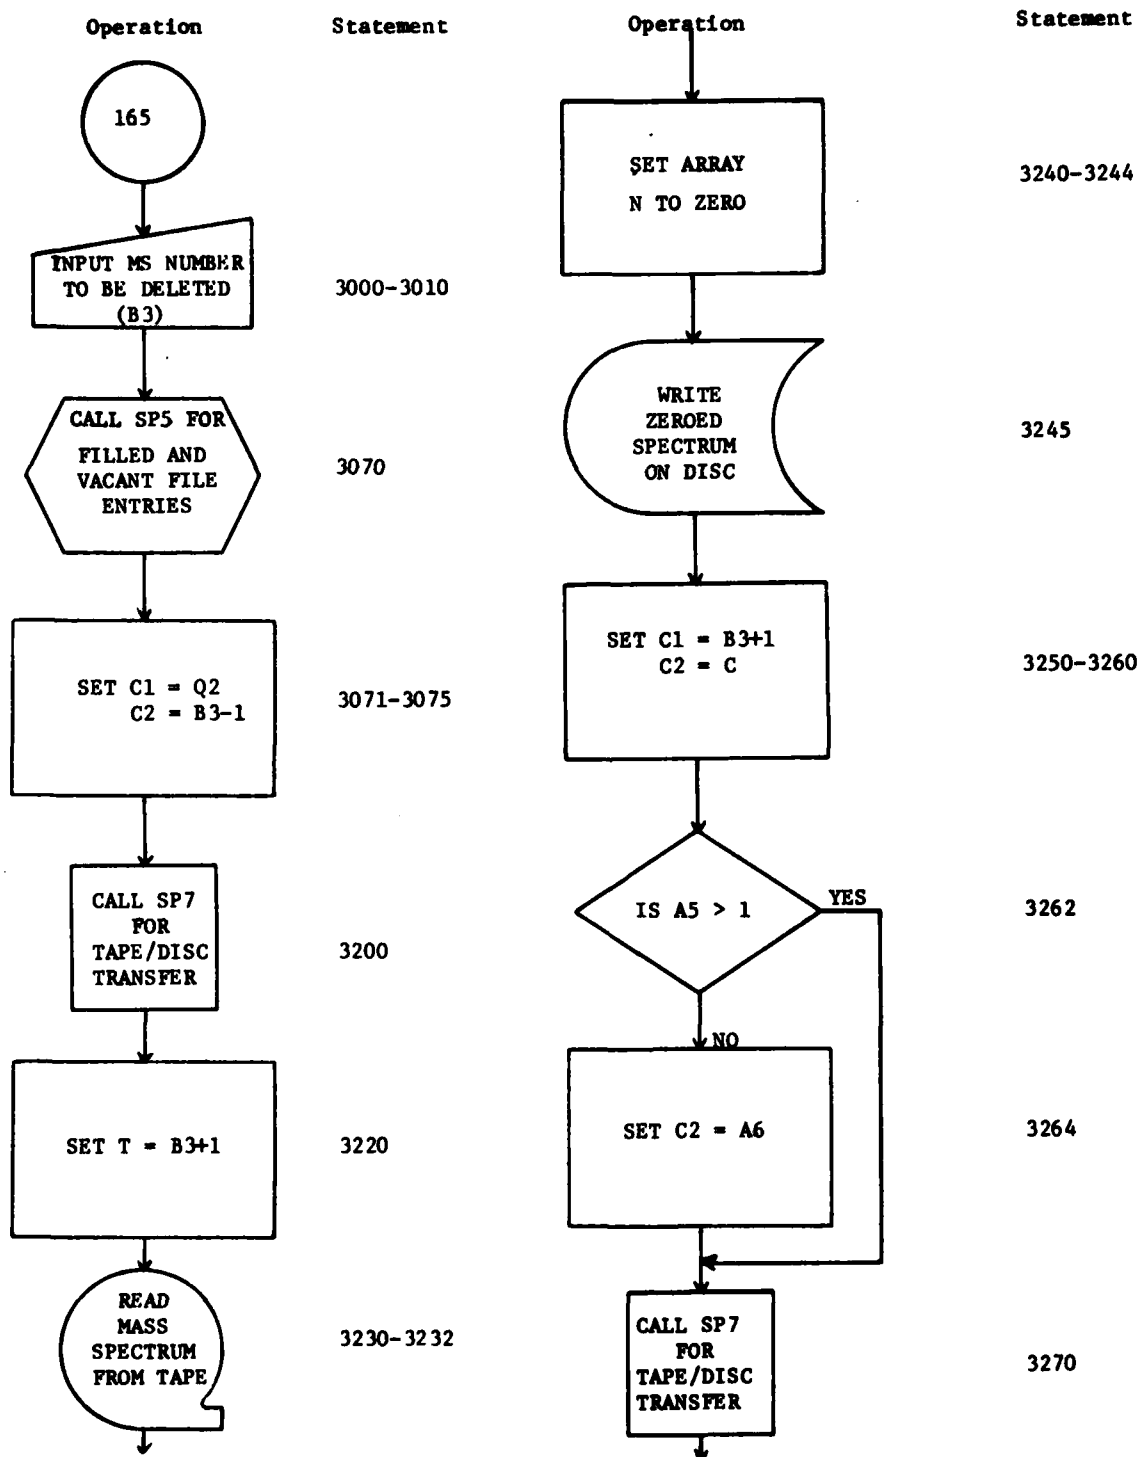 Operation
Statement
165
INPUT MS NUMBER
TO BE DELETED
(B3)
3000-3010
CALL SP5 FOR
FILLED AND
VACANT FILE
ENTRIES
3070
SET C1 = Q2
C2 = B3-1
3071-3075
CALL SP7
FOR
TAPE/DISC
TRANSFER
3200
SET T = B3+1
3220
READ
MASS
SPECTRUM
FROM TAPE
3230-3232
Operation
Statement
SET ARRAY
N TO ZERO
3240-3244
WRITE
ZEROED
SPECTRUM
ON DISC
3245
SET C1 = B3+1
C2 = C
3250-3260
IS A5 > 1
YES
3262
NO
SET C2 = A6
3264
CALL SP7
FOR
TAPE/DISC
TRANSFER
3270